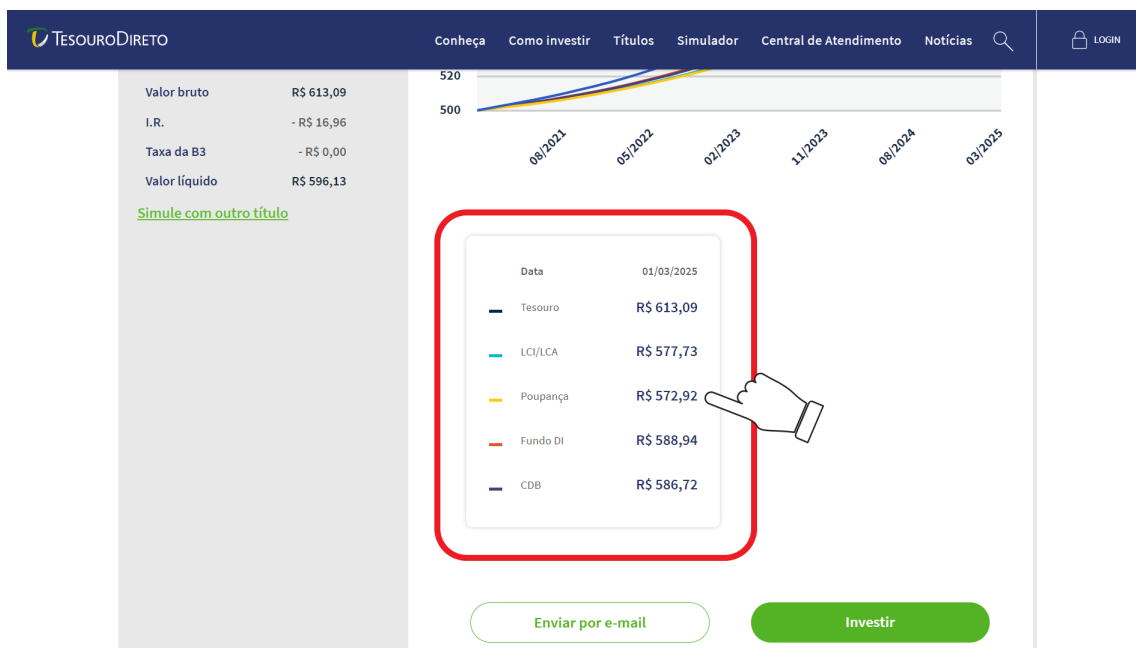 TESOURODIRETO
Conheça Como investir Títulos Simulador Central de Atendimento Notícias LOGIN
Valor bruto R$ 613,09
I.R. - R$ 16,96
Taxa da B3 - R$ 0,00
Valor líquido R$ 596,13
Simule com outro título
520
500
08/2021 05/2022 02/2023 11/2023 08/2024 03/2025
Data 01/03/2025
Tesouro R$ 613,09
LCI/LCA R$ 577,73
Poupança R$ 572,92
Fundo DI R$ 588,94
CDB R$ 586,72
Enviar por e-mail Investir